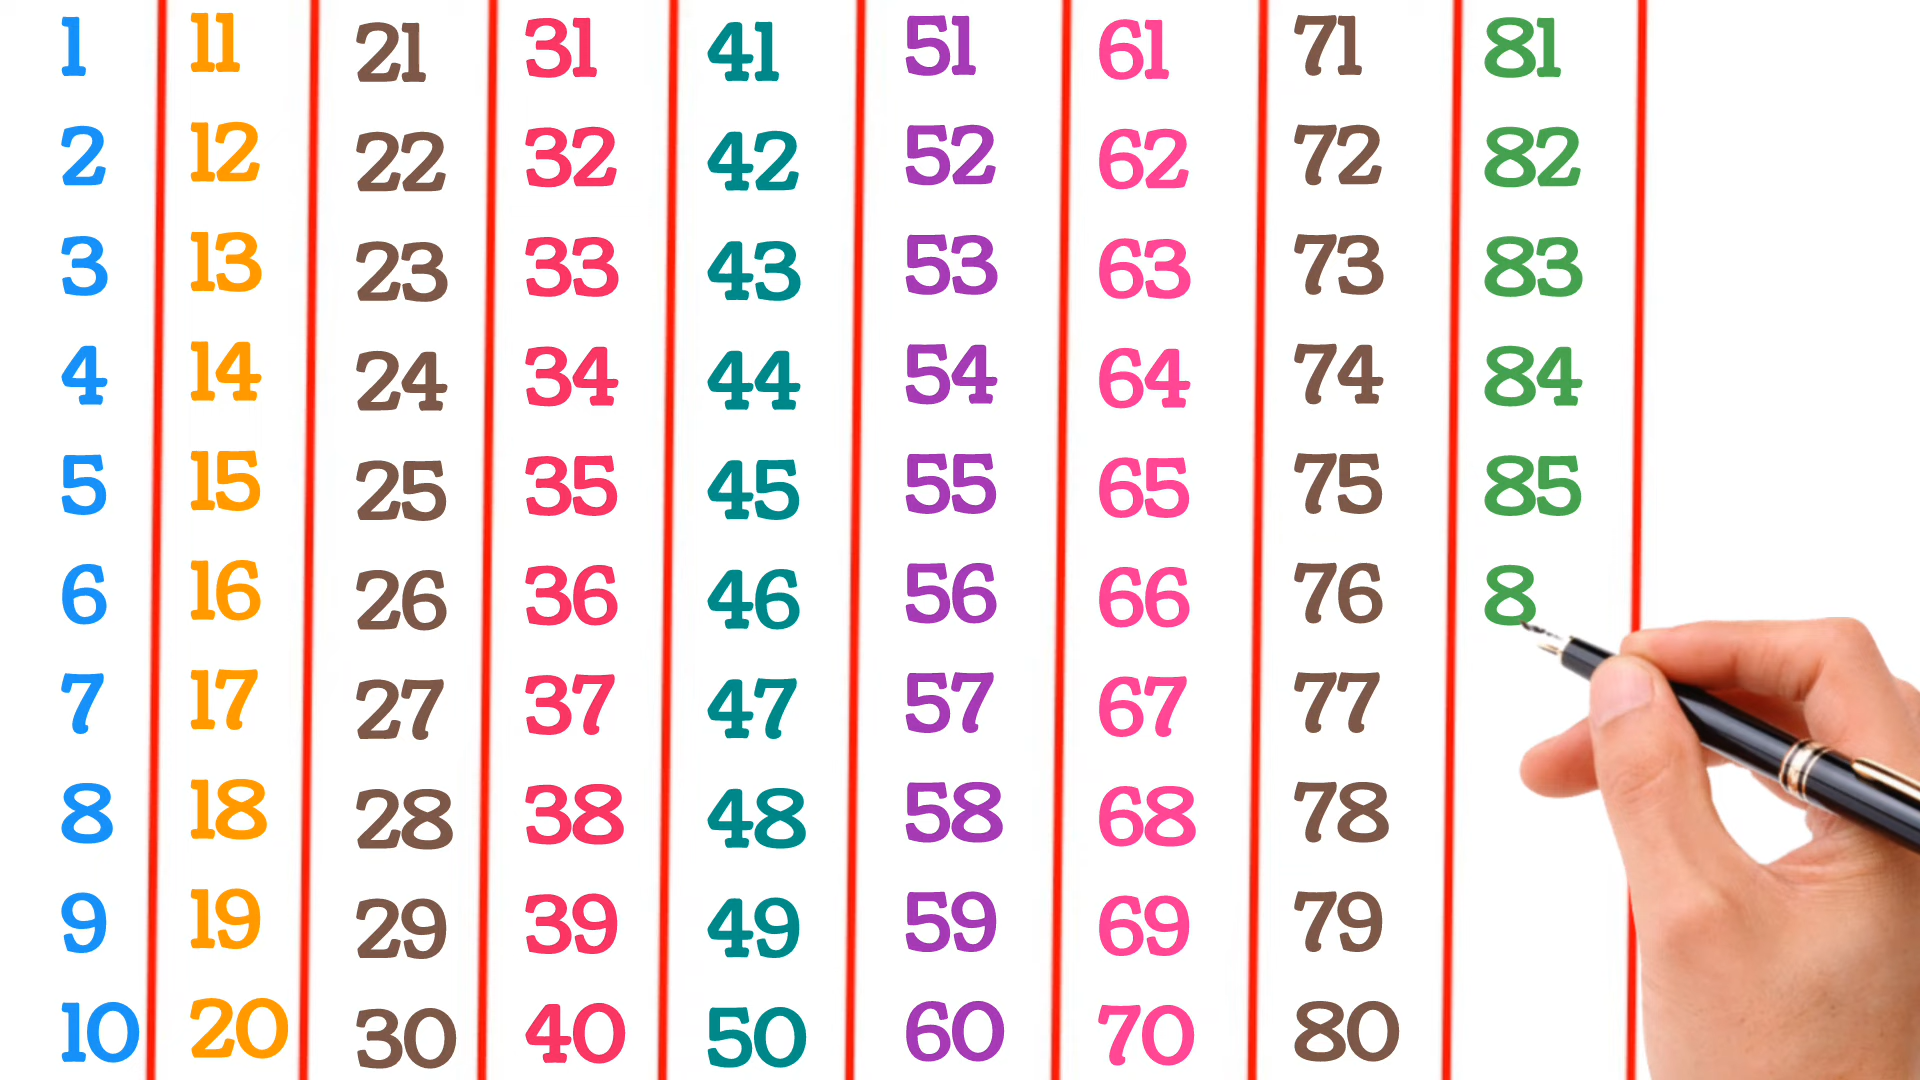 1 11 21 31 41 51 61 71 81
2 12 22 32 42 52 62 72 82
3 13 23 33 43 53 63 73 83
4 14 24 34 44 54 64 74 84
5 15 25 35 45 55 65 75 85
6 16 26 36 46 56 66 76 8
7 17 27 37 47 57 67 77
8 18 28 38 48 58 68 78
9 19 29 39 49 59 69 79
10 20 30 40 50 60 70 80